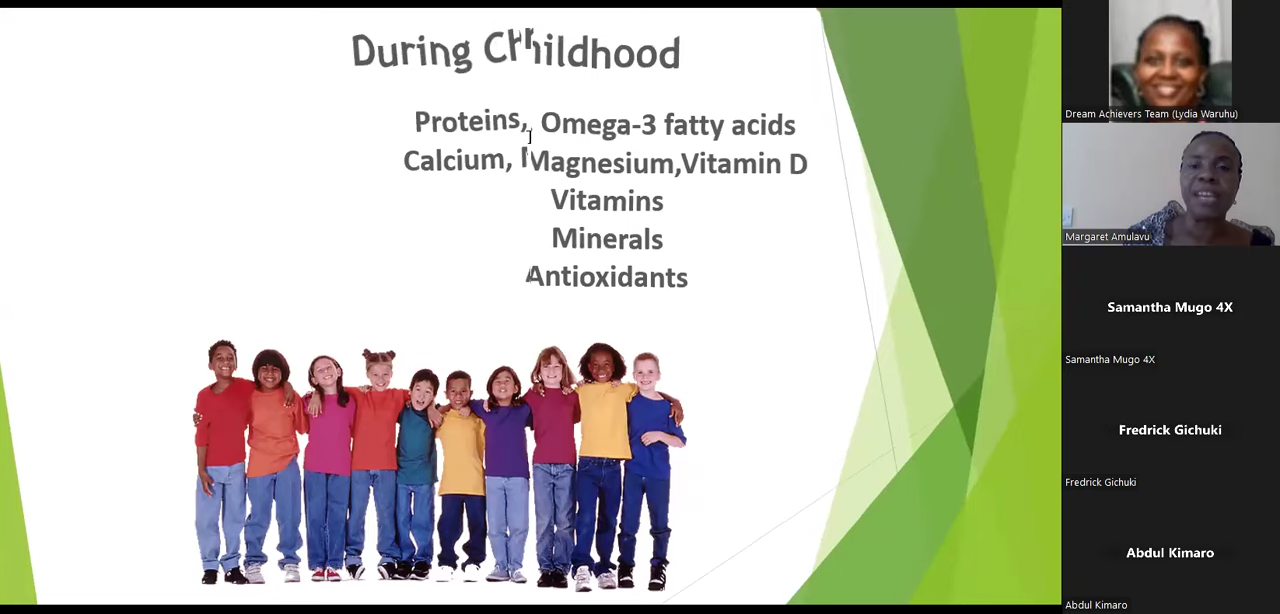 During Childhood
Proteins, Omega-3 fatty acids
Calcium, Magnesium,Vitamin D
Vitamins
Minerals
Antioxidants
Dream Achievers Team (Lydia Waruhu)
Margaret Amulavu
Samantha Mugo 4X
Samantha Mugo 4X
Fredrick Gichuki
Fredrick Gichuki
Abdul Kimaro
Abdul Kimaro